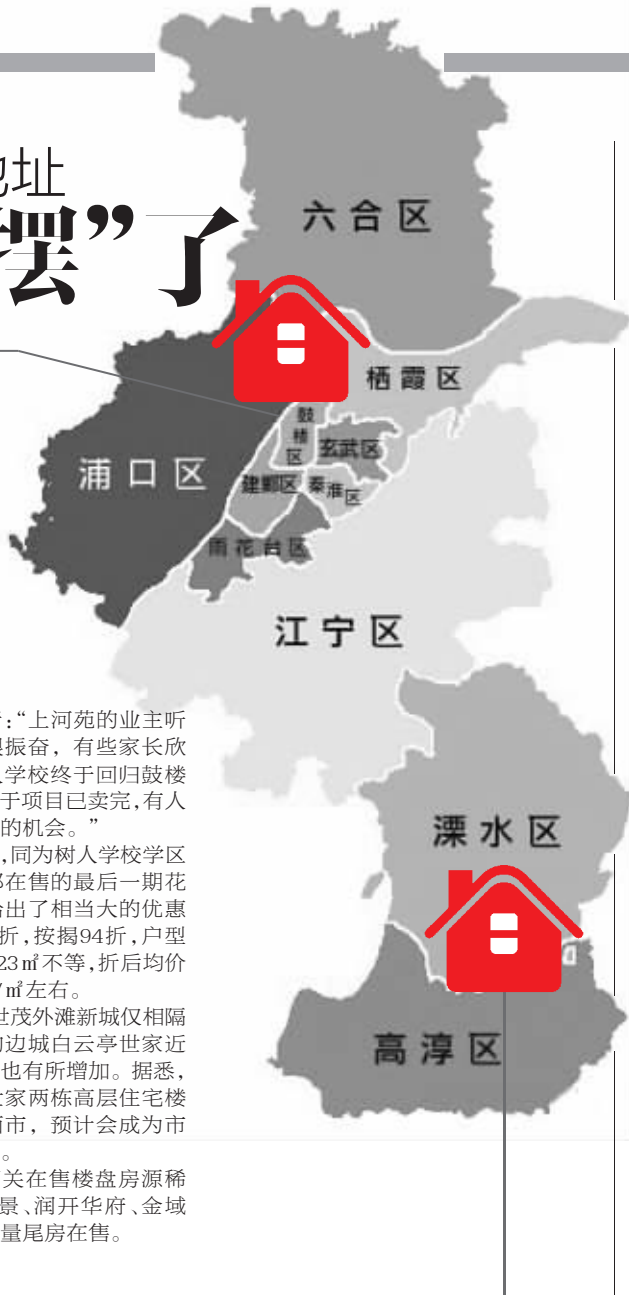 址
摆”了
六合区
栖霞区
鼓楼区
玄武区
浦口区
建邺区
秦淮区
雨花台区
江宁区
:“上河苑的业主听
振奋，有些家长欣
学校终于回归鼓楼
于项目已卖完,有人
的机会。”
,同为树人学校学区
在售的最后一期花
出了相当大的优惠
折,按揭94折,户型
23㎡不等,折后均价
/㎡左右。
世茂外滩新城仅相隔
边城白云亭世家近
也有所增加。据悉,
家两栋高层住宅楼
市，预计会成为市
。
关在售楼盘房源稀
景、润开华府、金域
量尾房在售。
溧水区
高淳区